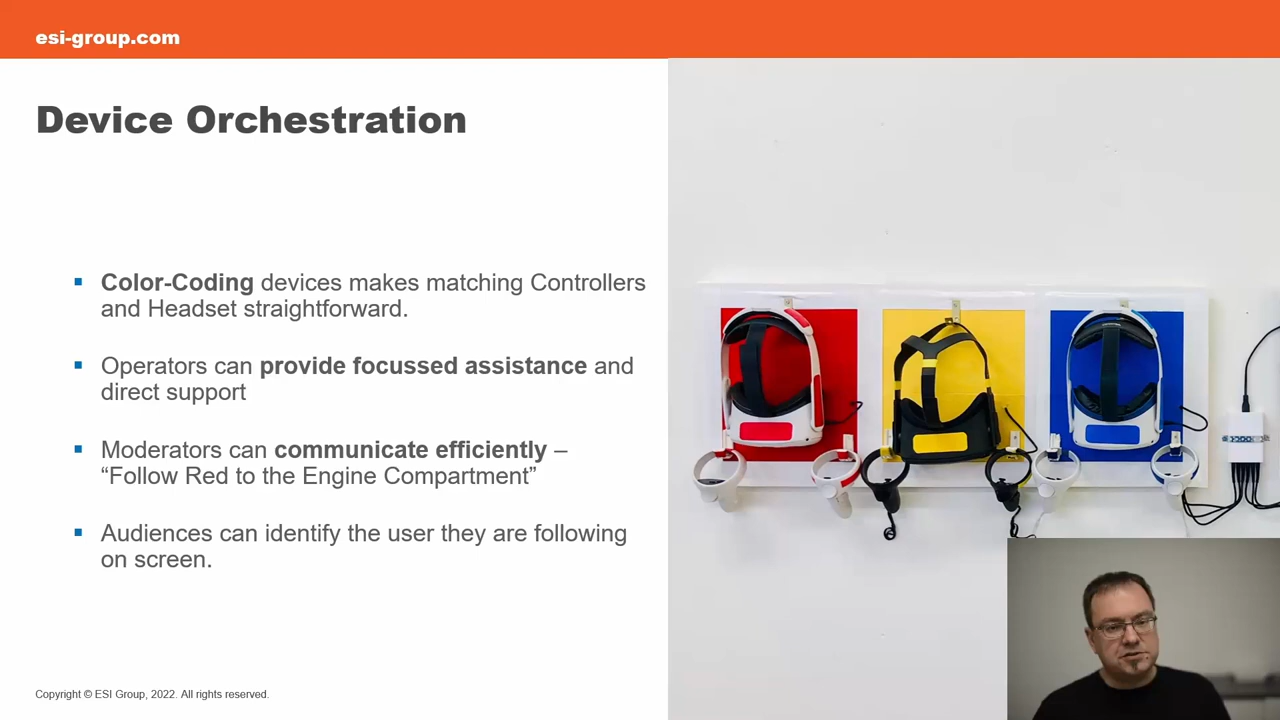 esi-group.com
Device Orchestration
Color-Coding devices makes matching Controllers
and Headset straightforward.
Operators can provide focussed assistance and
direct support
Moderators can communicate efficiently –
“Follow Red to the Engine Compartment”
Audiences can identify the user they are following
on screen.
Copyright © ESI Group, 2022. All rights reserved.